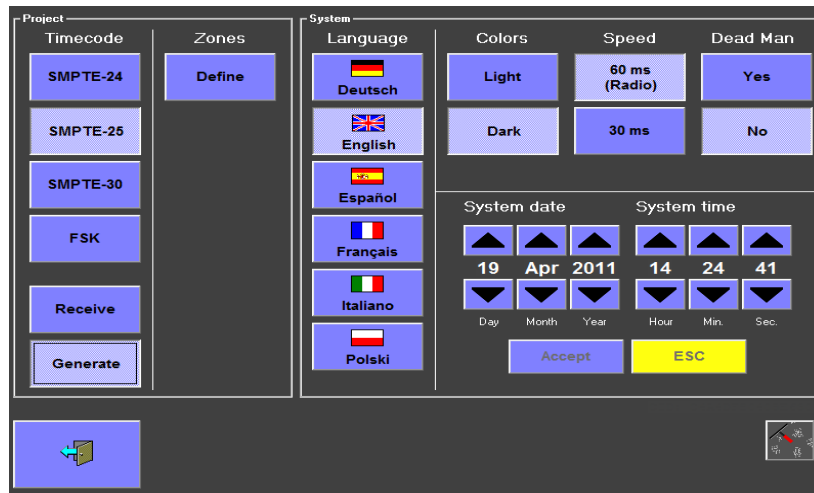 Project
Timecode
Zones
SMPTE-24
Define
SMPTE-25
SMPTE-30
FSK
Receive
Generate
System
Language
Deutsch
English
Español
Français
Italiano
Polski
Colors
Speed
Dead Man
Light
60 ms
(Radio)
Yes
Dark
30 ms
No
System date
System time
19 Apr 2011
14 24 41
Day Month Year
Hour Min. Sec.
Accept
ESC